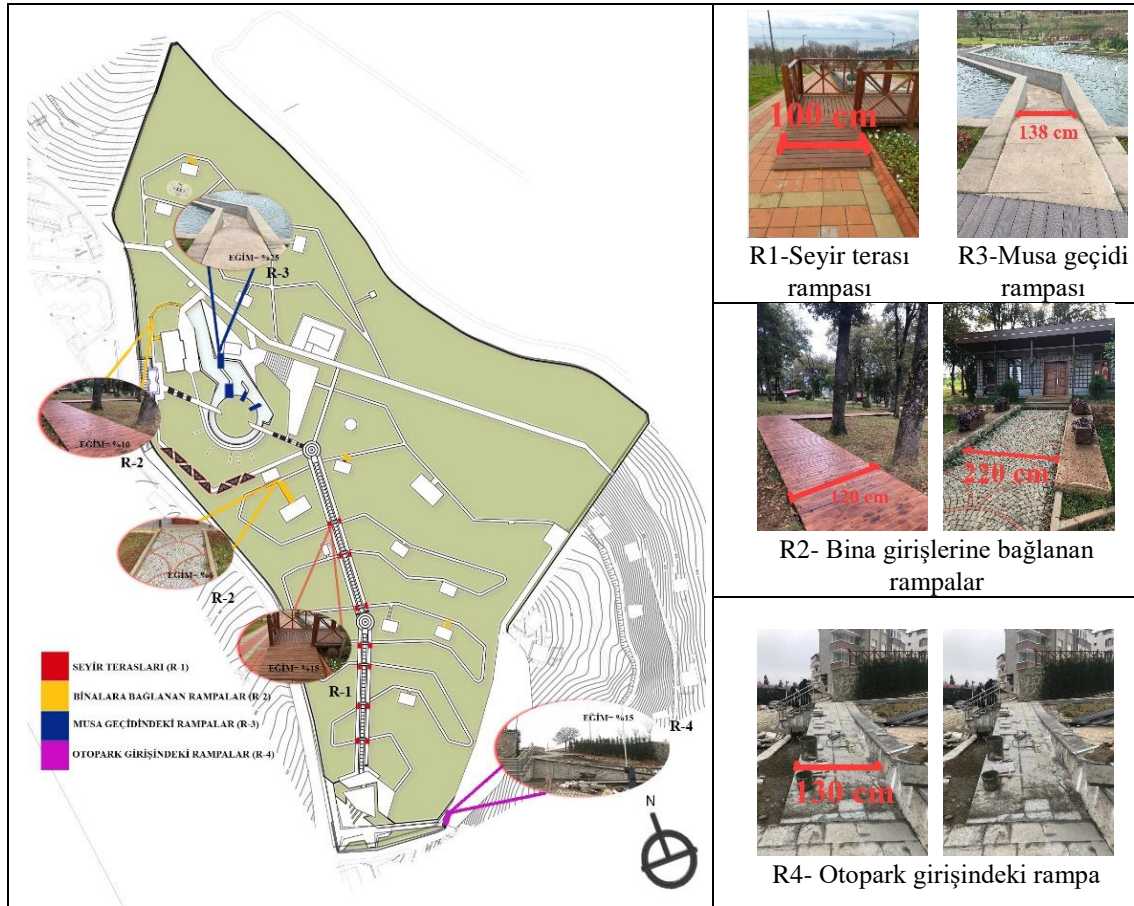 EĞİM= %25
R-3
EĞİM= %10
R-2
EĞİM= %6
R-2
EĞİM= %15
R-1
EĞİM= %15
R-4
SEYİR TERASLARI (R-1)
BİNALARA BAĞLANAN RAMPALAR (R-2)
MUSA GEÇİDİNDEKİ RAMPALAR (R-3)
OTOPARK GİRİŞİNDEKİ RAMPALAR (R-4)
N
100 cm
138 cm
R1-Seyir terası
rampası
R3-Musa geçidi
rampası
120 cm
220 cm
R2- Bina girişlerine bağlanan
rampalar
130 cm
R4- Otopark girişindeki rampa